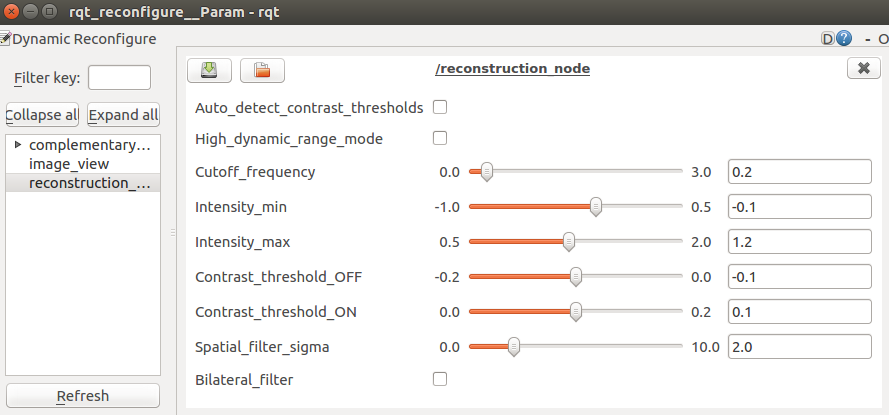 rqt_reconfigure__Param - rqt
Dynamic Reconfigure
D ? - O
Filter key:
Collapse all Expand all
complementary...
image_view
reconstruction_...
Refresh
/reconstruction_node
Auto_detect_contrast_thresholds
High_dynamic_range_mode
Cutoff_frequency 0.0 3.0 0.2
Intensity_min -1.0 0.5 -0.1
Intensity_max 0.5 2.0 1.2
Contrast_threshold_OFF -0.2 0.0 -0.1
Contrast_threshold_ON 0.0 0.2 0.1
Spatial_filter_sigma 0.0 10.0 2.0
Bilateral_filter